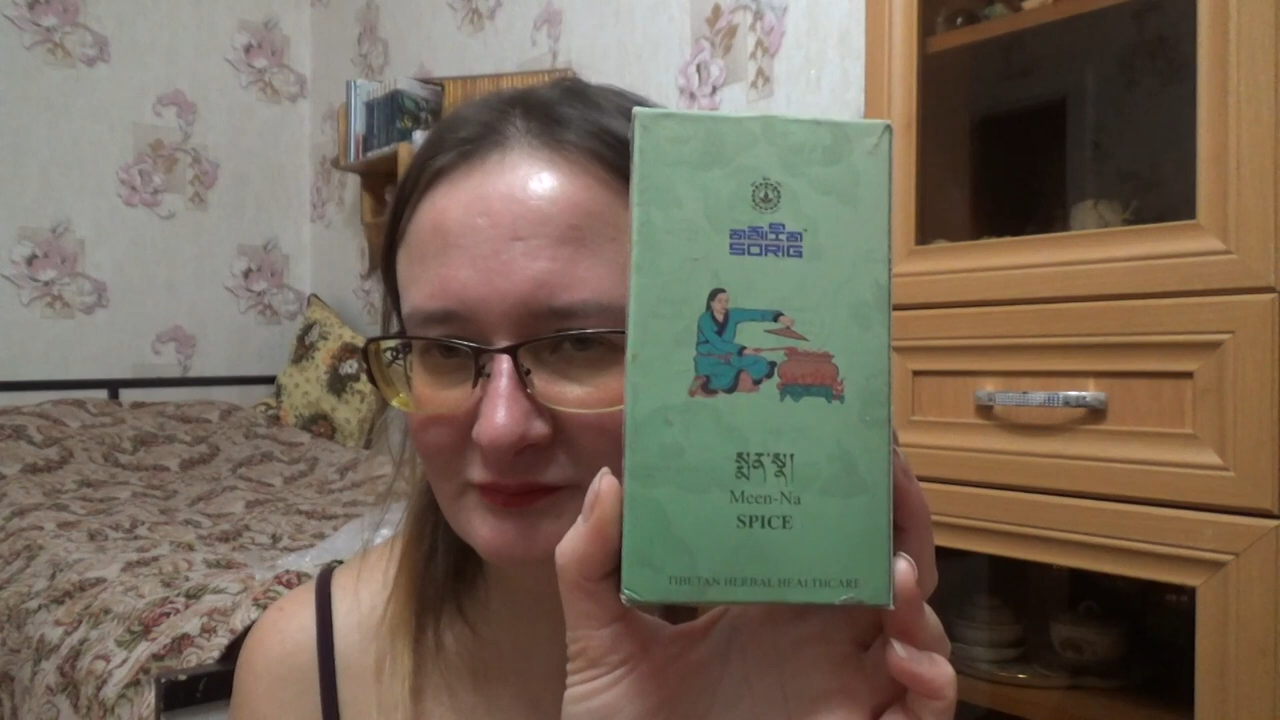 SORIG
སྨན་སྣ།
Meen-Na
SPICE
TIBETAN HERBAL HEALTHCARE